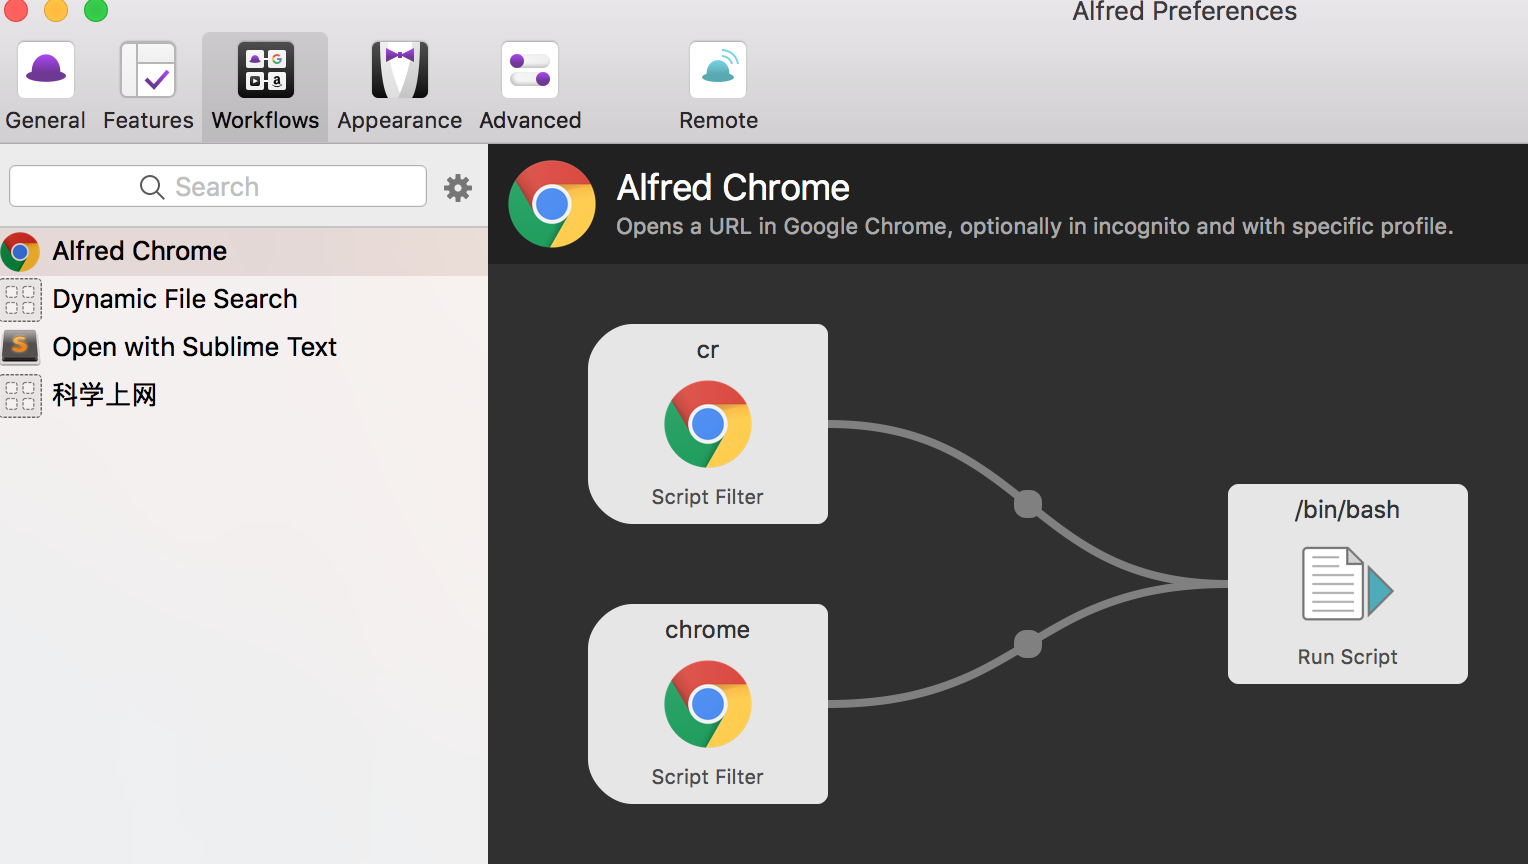 Alfred Preferences
General
Features
Workflows
Appearance
Advanced
Remote
Search
Alfred Chrome
Dynamic File Search
Open with Sublime Text
科学上网
Alfred Chrome
Opens a URL in Google Chrome, optionally in incognito and with specific profile.
cr
Script Filter
chrome
Script Filter
/bin/bash
Run Script